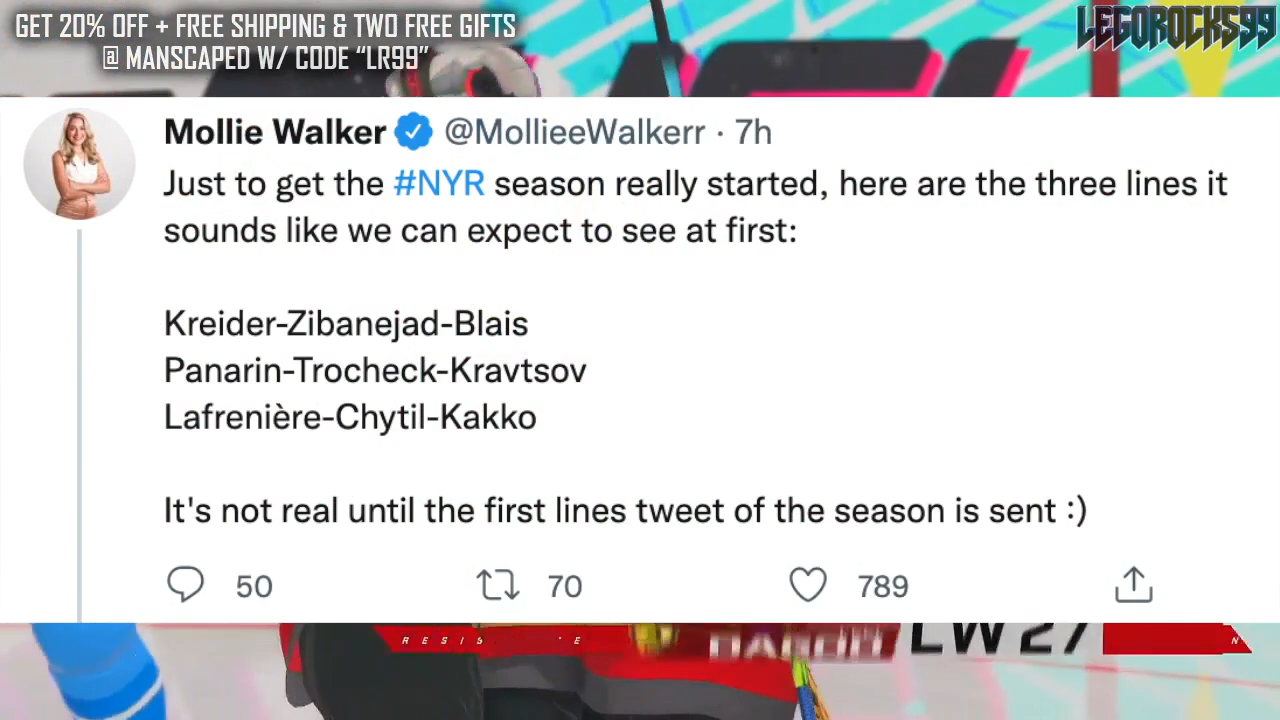 GET 20% OFF + FREE SHIPPING & TWO FREE GIFTS
@ MANSCAPED W/ CODE “LR99”
LEGOROCKS99
Mollie Walker @MollieeWalkerr · 7h
Just to get the #NYR season really started, here are the three lines it
sounds like we can expect to see at first:
Kreider-Zibanejad-Blais
Panarin-Trocheck-Kravtsov
Lafrenière-Chytil-Kakko
It's not real until the first lines tweet of the season is sent :)
50 70 789
LW 27